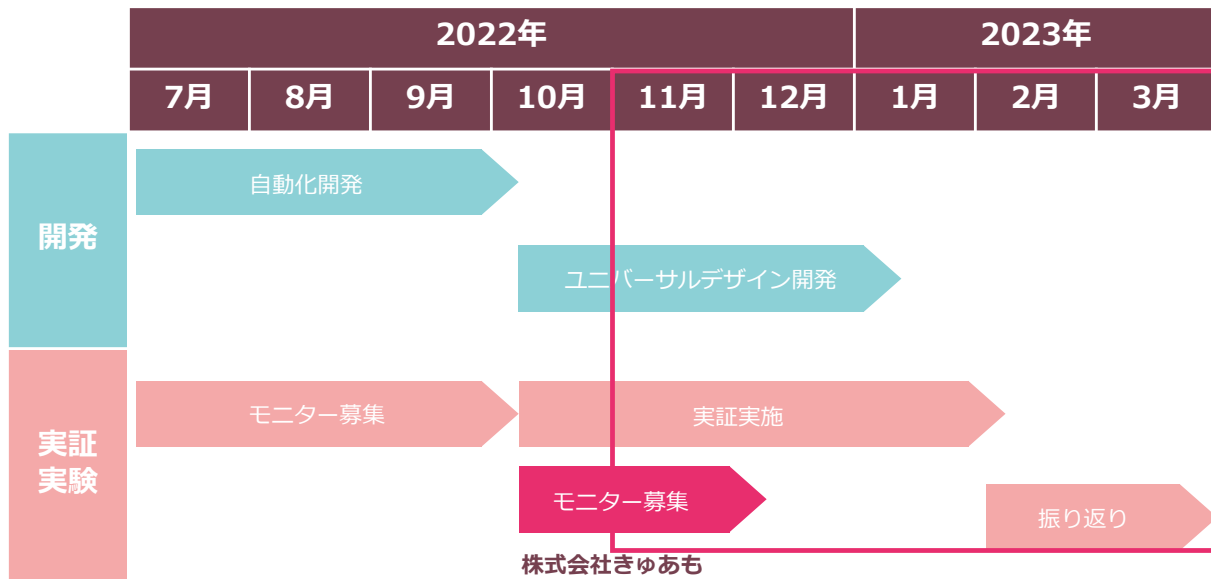 2022年
2023年
7月
8月
9月
10月
11月
12月
1月
2月
3月
開発
自動化開発
ユニバーサルデザイン開発
実証
実験
モニター募集
実証実施
モニター募集
振り返り
株式会社きゅあも